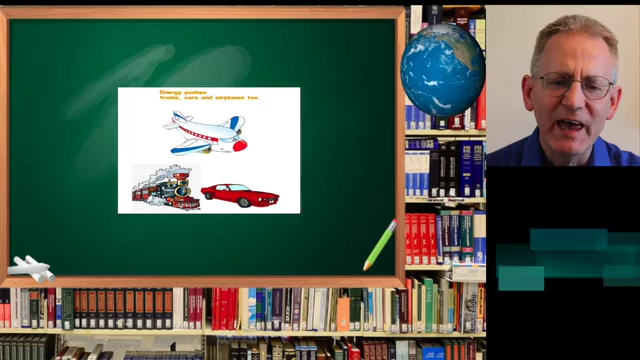 Energy pushes
trains, cars and airplanes too.